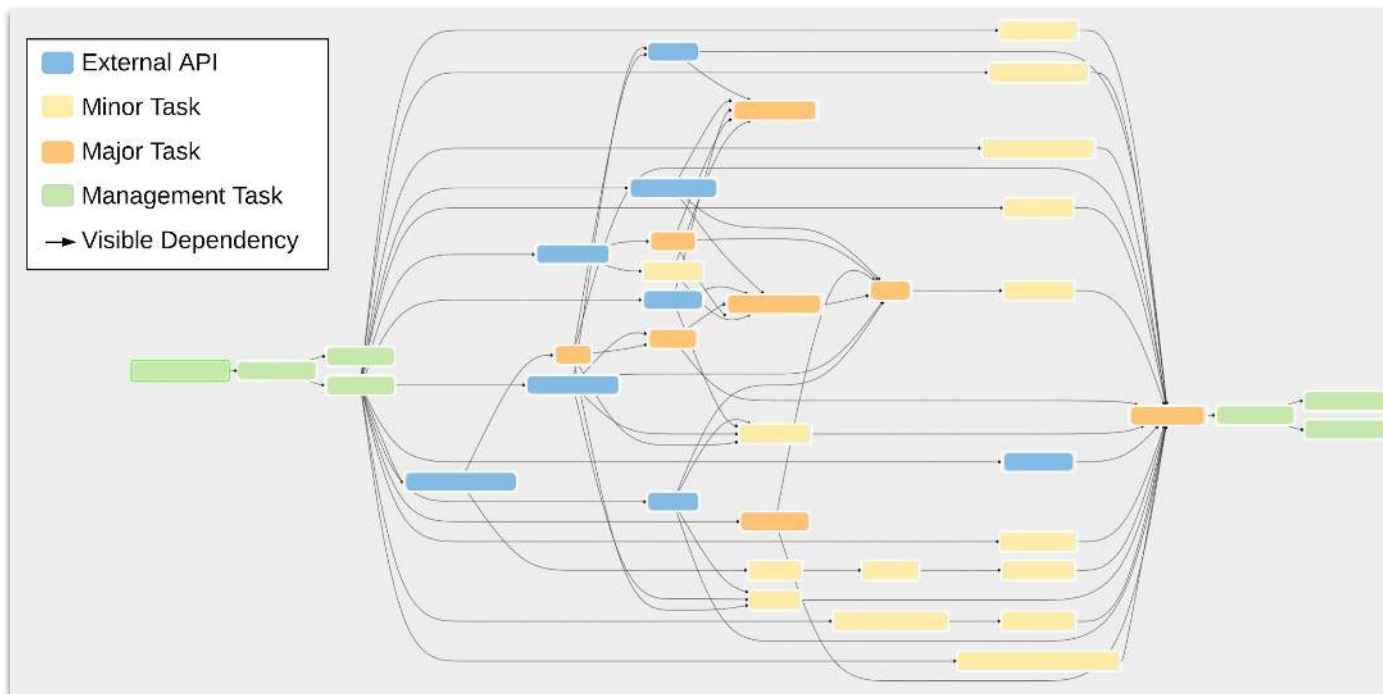 External API
Minor Task
Major Task
Management Task
Visible Dependency